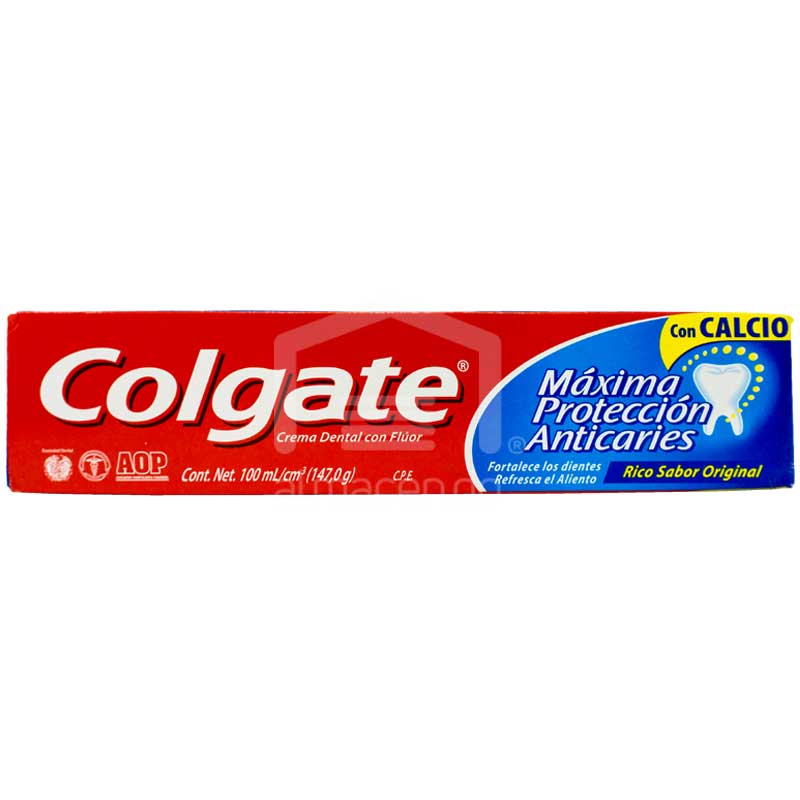 Colgate®
Crema Dental con Flúor
AOP
Cont. Net. 100 mL/cm³ (147,0 g)
C.P.E.
Con CALCIO
Máxima
Protección
Anticaries
Fortalece los dientes
Refresca el Aliento
Rico Sabor Original